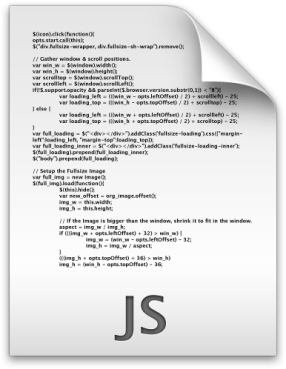 $(icon).click(function(){
opts.start.call(this);
$("div.fullsize-wrapper, div.fullsize-sh-wrap").remove();
// Gather window & scroll positions.
var win_w = $(window).width();
var win_h = $(window).height();
var scrolltop = $(window).scrollTop();
var scrollleft = $(window).scrollLeft();
if(!$.support.opacity && parseInt($.browser.version.substr(0,1)) < "8"){
var loading_left = (((win_w - opts.leftOffset) / 2) + scrollleft) - 25;
var loading_top = (((win_h - opts.topOffset) / 2) + scrolltop) - 25;
} else {
var loading_left = (((win_w + opts.leftOffset) / 2) + scrollleft) - 25;
var loading_top = (((win_h + opts.topOffset) / 2) + scrolltop) - 25;
}
var full_loading = $("<div></div>").addClass("fullsize-loading").css({"margin-
left":loading_left, "margin-top":loading_top);
var full_loading_inner = $("<div></div>").addClass("fullsize-loading-inner");
$(full_loading).prepend(full_loading_inner);
$("body").prepend(full_loading);
// Setup the Fullsize Image
var full_img = new Image();
$(full_img).load(function(){
$(this).hide();
var new_offset = org_image.offset();
img_w = this.width;
img_h = this.height;
// If the Image is bigger than the window, shrink it to fit in the window.
aspect = img_w / img_h;
if (((img_w + opts.leftOffset) + 32) > win_w) {
img_w = (win_w - opts.leftOffset) - 32;
img_h = img_w / aspect;
}
if (((img_h + opts.topOffset) + 36) > win_h)
img_h = (win_h - opts.topOffset) - 36;
JS